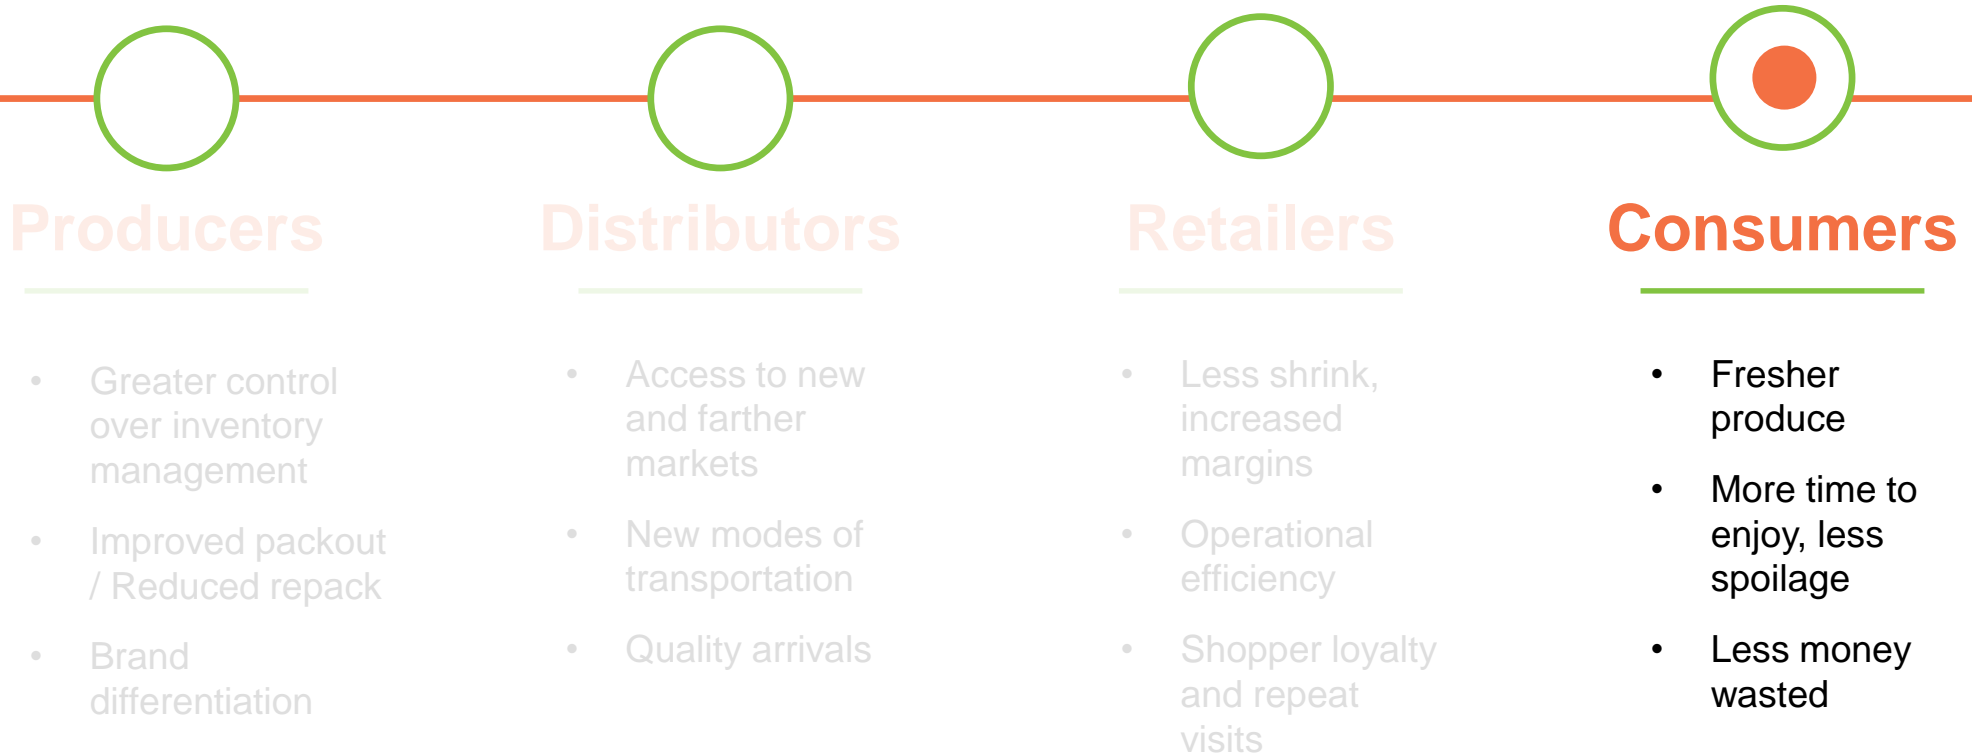 Producers
• Greater control
over inventory
management
• Improved packout
/ Reduced repack
• Brand
differentiation
Distributors
• Access to new
and farther
markets
• New modes of
transportation
• Quality arrivals
Retailers
• Less shrink,
increased
margins
• Operational
efficiency
• Shopper loyalty
and repeat
visits
Consumers
• Fresher
produce
• More time to
enjoy, less
spoilage
• Less money
wasted